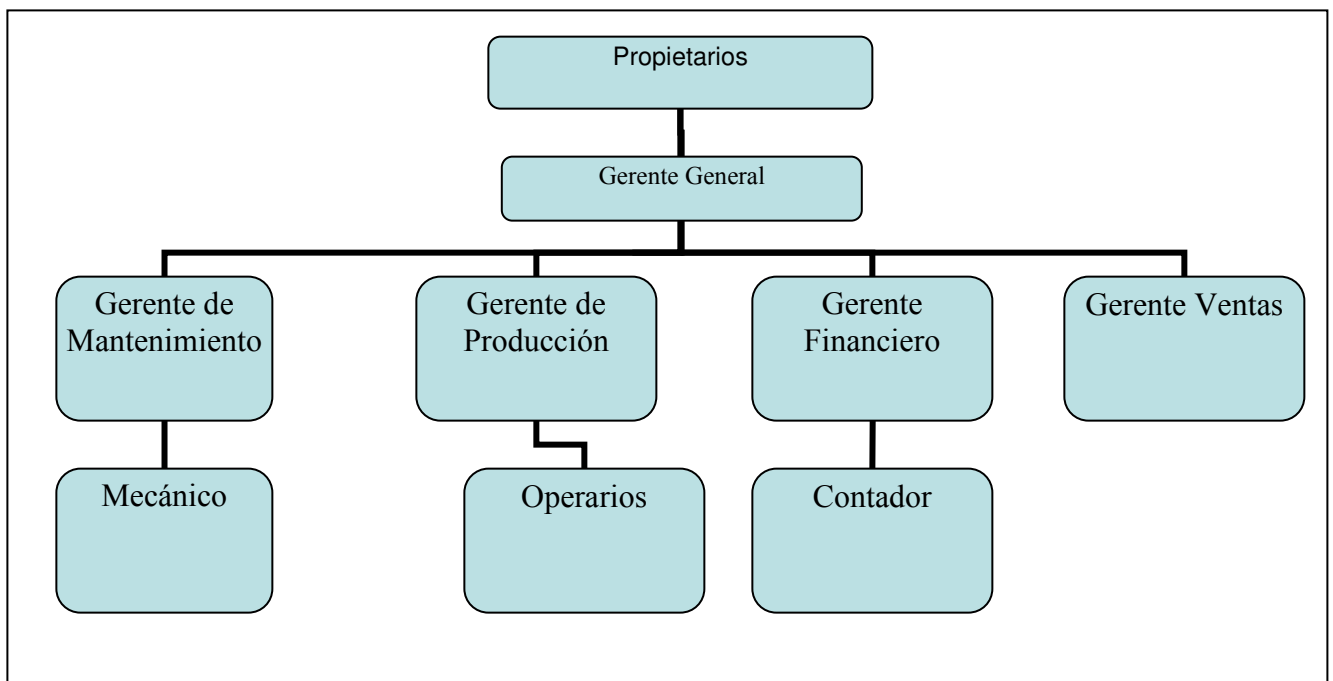 Propietarios
Gerente General
Gerente de
Mantenimiento
Gerente de
Producción
Gerente
Financiero
Gerente Ventas
Mecánico
Operarios
Contador